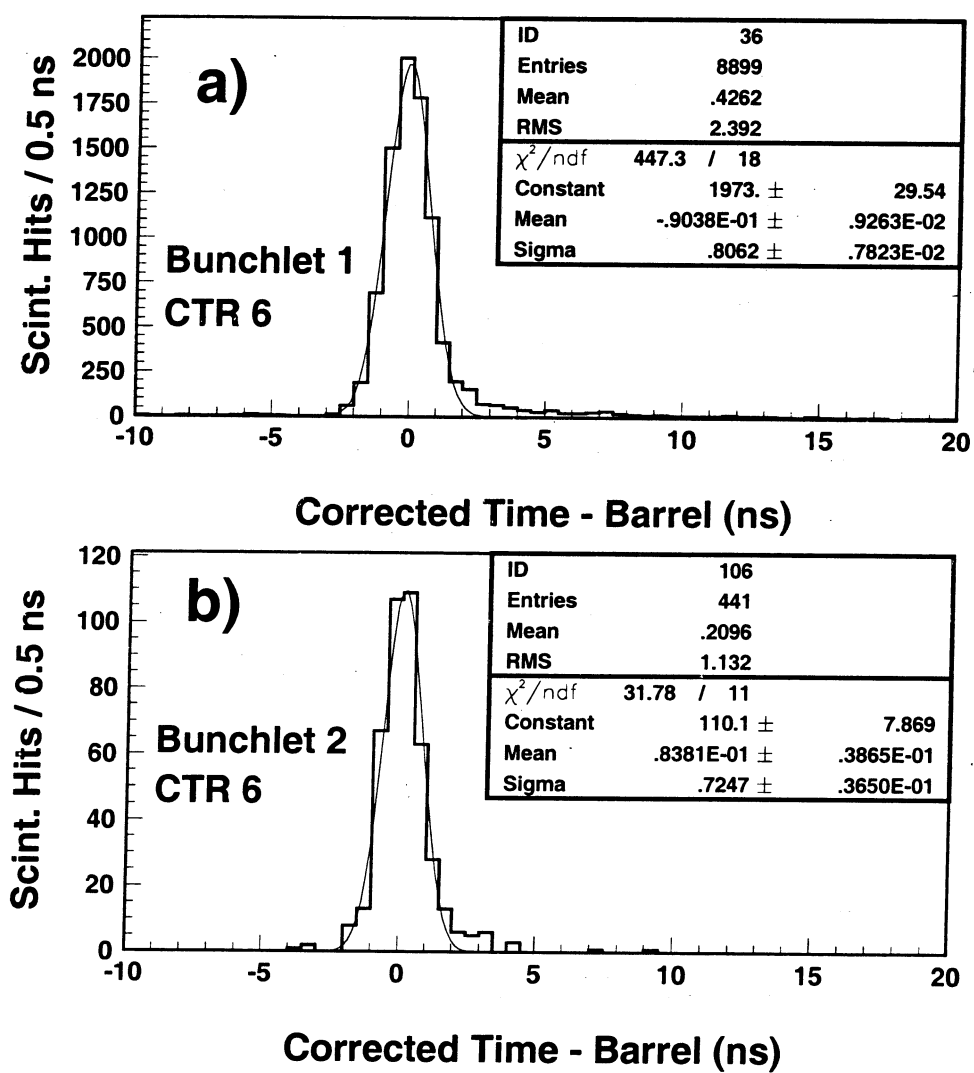 a)
Scint. Hits / 0.5 ns
2000
1750
1500
1250
1000
750
500
250
0
Bunchlet 1
CTR 6
ID 36
Entries 8899
Mean .4262
RMS 2.392
χ²/ndf 447.3 / 18
Constant 1973. ± 29.54
Mean -.9038E-01 ± .9263E-02
Sigma .8062 ± .7823E-02
-10 -5 0 5 10 15 20
Corrected Time - Barrel (ns)
b)
Scint. Hits / 0.5 ns
120
100
80
60
40
20
0
Bunchlet 2
CTR 6
ID 106
Entries 441
Mean .2096
RMS 1.132
χ²/ndf 31.78 / 11
Constant 110.1 ± 7.869
Mean .8381E-01 ± .3865E-01
Sigma .7247 ± .3650E-01
-10 -5 0 5 10 15 20
Corrected Time - Barrel (ns)